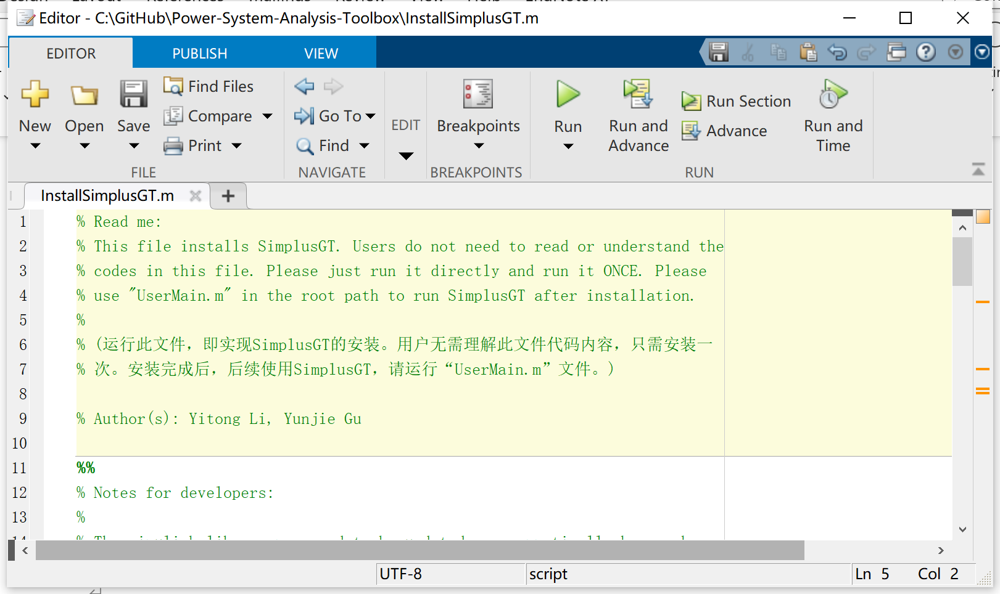 Editor - C:\GitHub\Power-System-Analysis-Toolbox\InstallSimplusGT.m
EDITOR PUBLISH VIEW
New Open Save Find Files Compare Print
FILE
Go To Find
NAVIGATE
EDIT
Breakpoints
BREAKPOINTS
Run Run and Advance Run Section Advance Run and Time
RUN
InstallSimplusGT.m
1 % Read me:
2 % This file installs SimplusGT. Users do not need to read or understand the
3 % codes in this file. Please just run it directly and run it ONCE. Please
4 % use "UserMain.m" in the root path to run SimplusGT after installation.
5 %
6 % (运行此文件，即实现SimplusGT的安装。用户无需理解此文件代码内容，只需安装一
7 % 次。安装完成后，后续使用SimplusGT，请运行“UserMain.m”文件。)
8
9 % Author(s): Yitong Li, Yunjie Gu
10
11 %%
12 % Notes for developers:
13 %
UTF-8 script Ln 5 Col 2